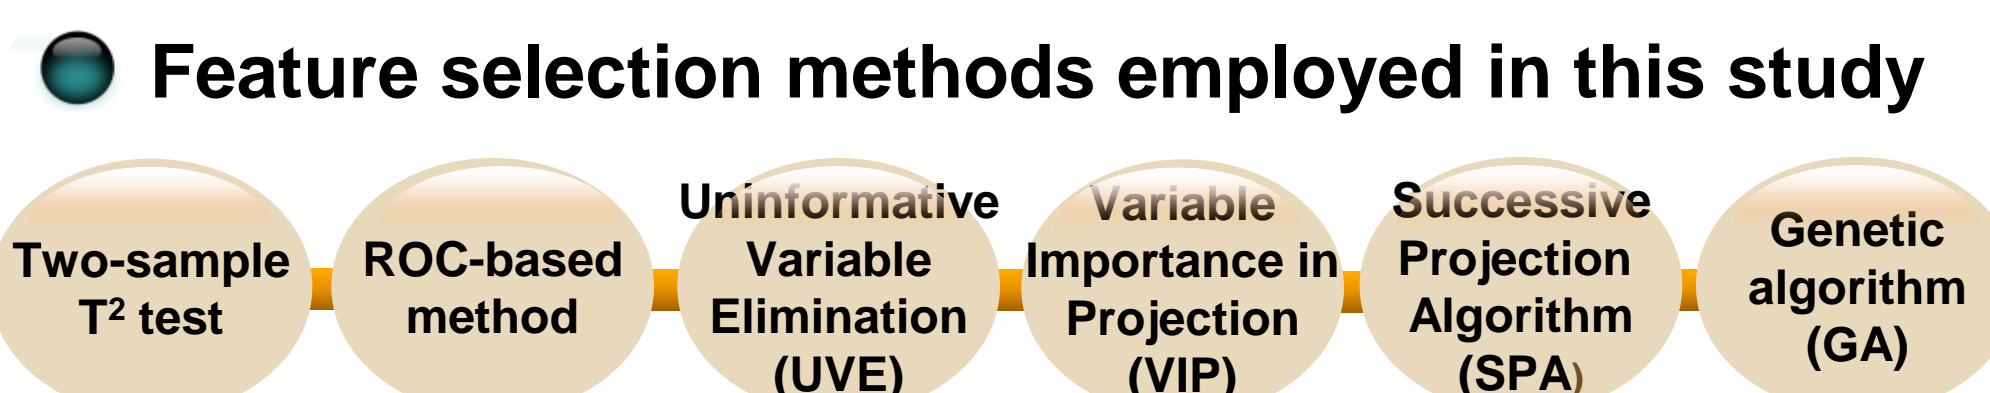 Feature selection methods employed in this study
Two-sample
T² test
ROC-based
method
Uninformative
Variable
Elimination
(UVE)
Variable
Importance in
Projection
(VIP)
Successive
Projection
Algorithm
(SPA)
Genetic
algorithm
(GA)